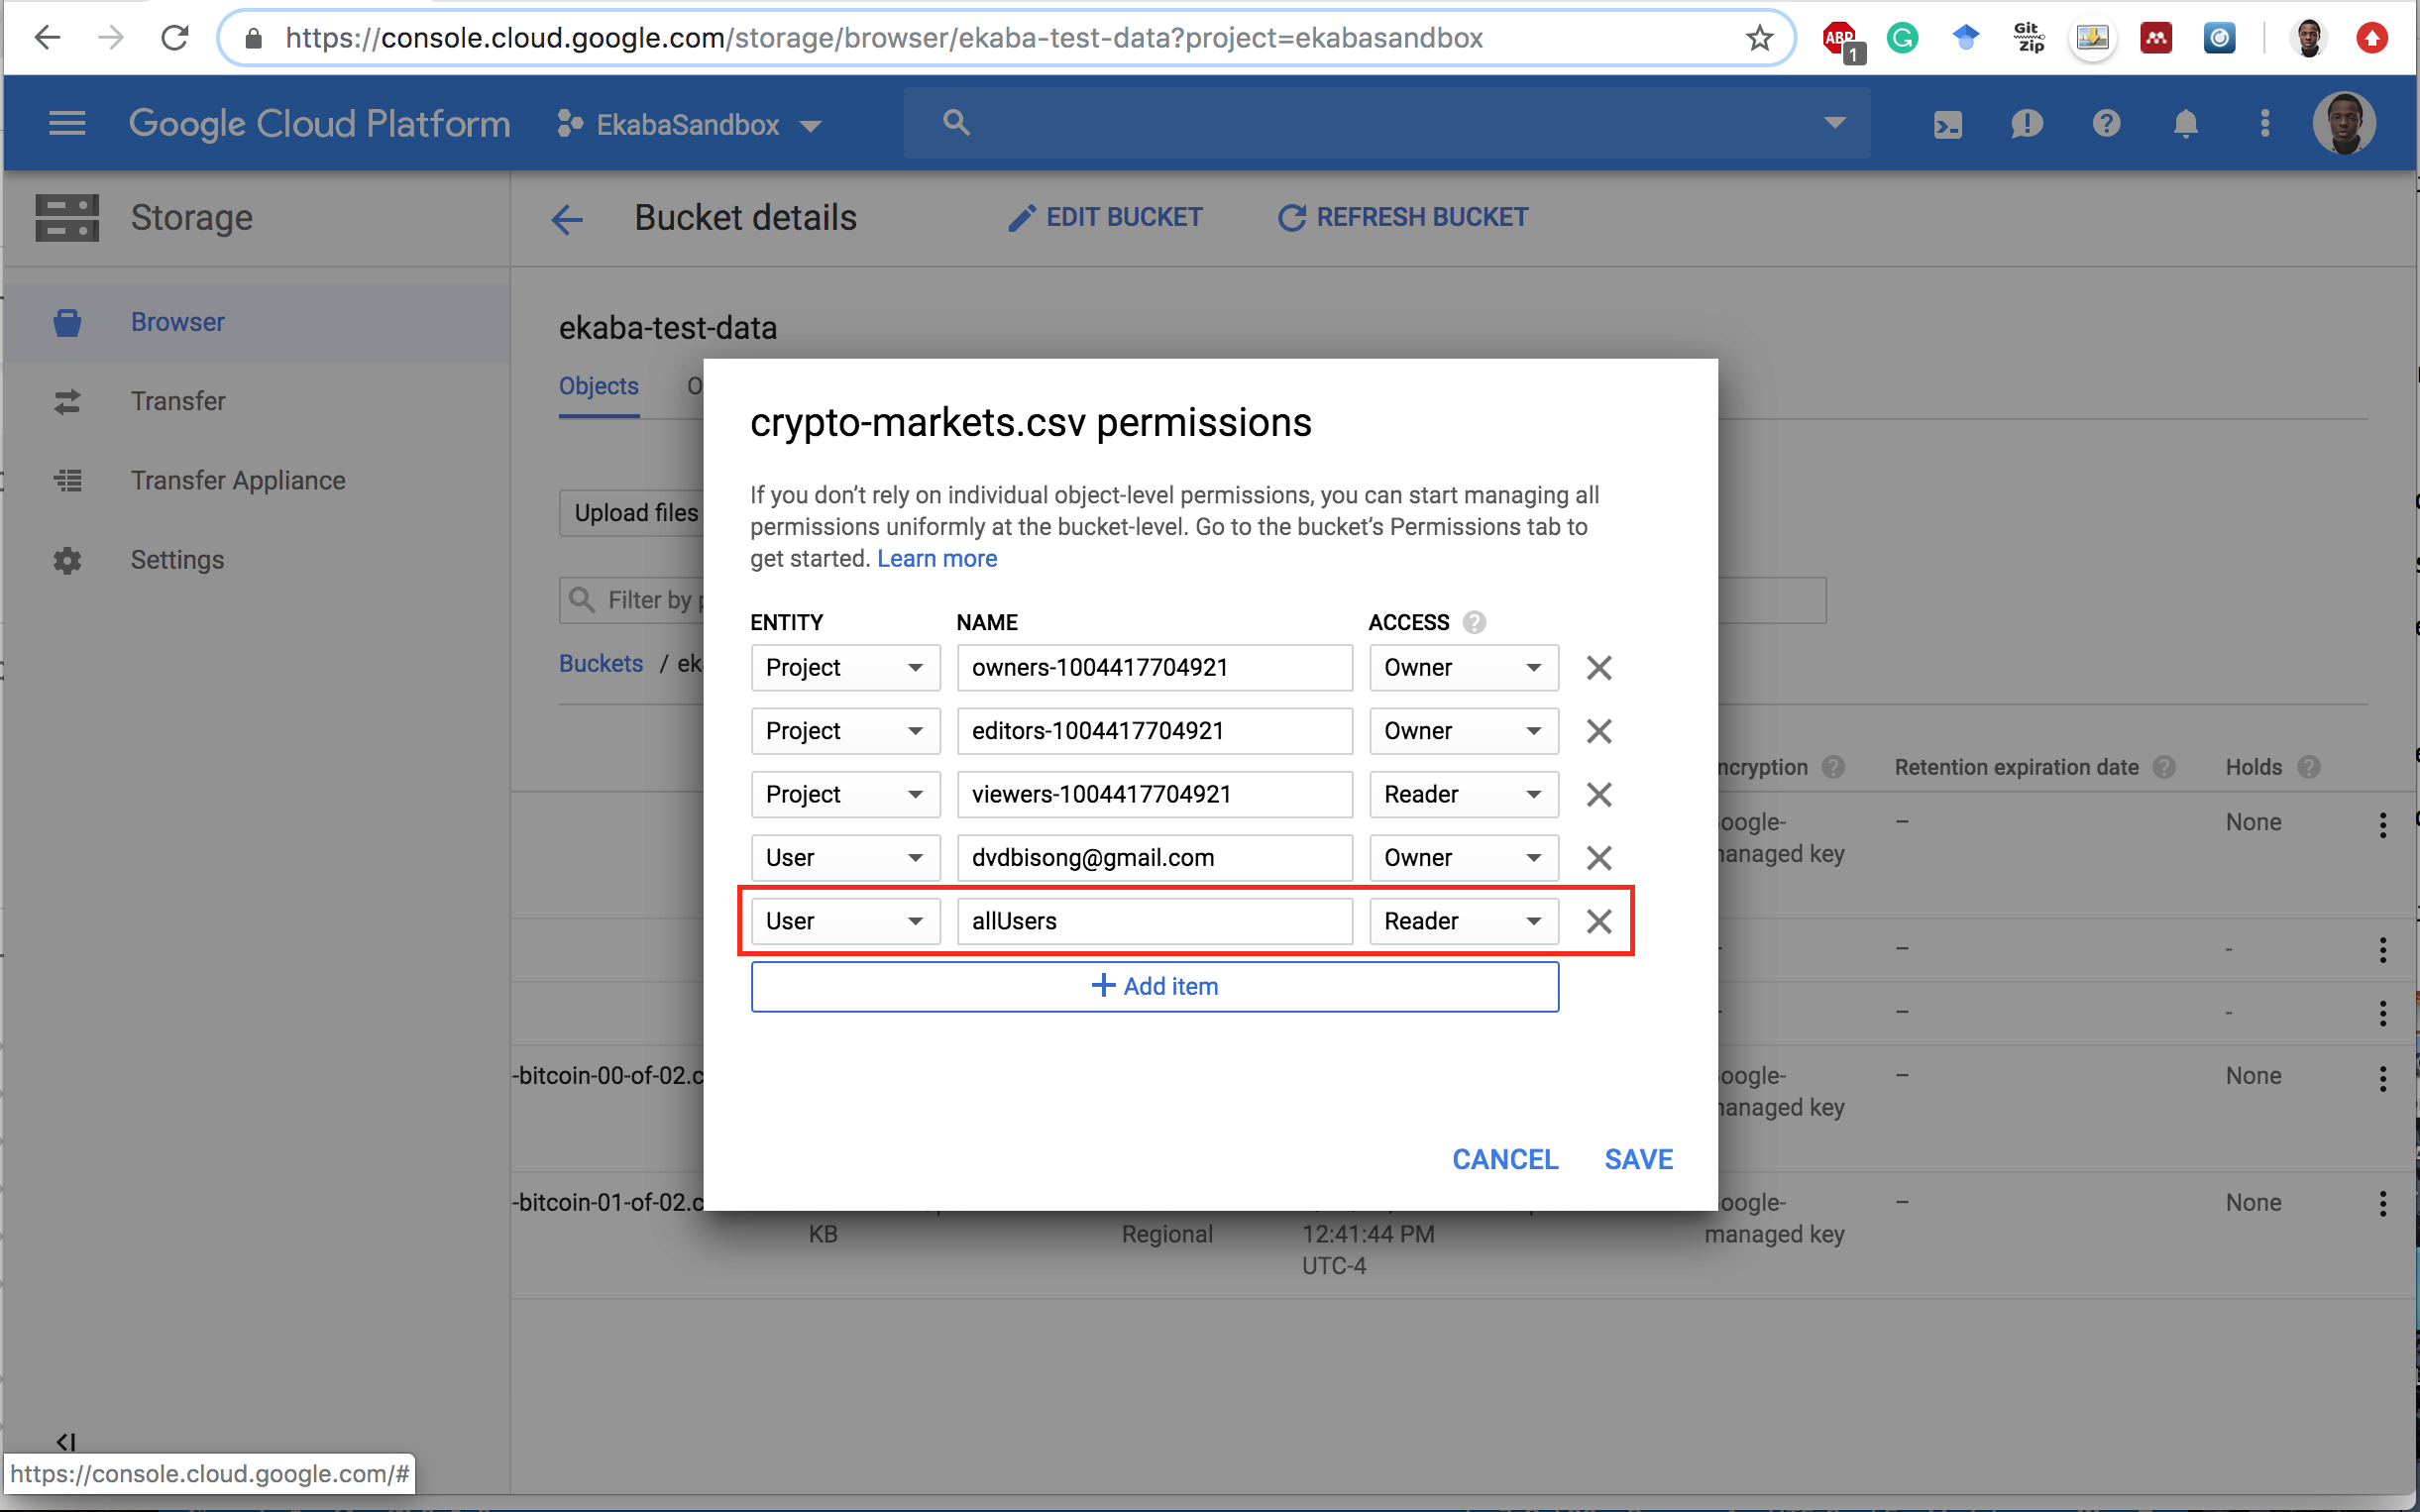 https://console.cloud.google.com/storage/browser/ekaba-test-data?project=ekabasandbox
ABP
1
Git
Zip
Google Cloud Platform
EkabaSandbox
Storage
Bucket details
EDIT BUCKET
REFRESH BUCKET
Browser
Transfer
Transfer Appliance
Settings
ekaba-test-data
Objects
O
Upload files
Filter by p
Buckets / ek
crypto-markets.csv permissions
If you don’t rely on individual object-level permissions, you can start managing all
permissions uniformly at the bucket-level. Go to the bucket’s Permissions tab to
get started. Learn more
ENTITY NAME ACCESS ?
Project owners-1004417704921 Owner
Project editors-1004417704921 Owner
Project viewers-1004417704921 Reader
User dvdbisong@gmail.com Owner
User allUsers Reader
+ Add item
CANCEL SAVE
ncryption ? Retention expiration date ? Holds ?
oogle- – None
nanaged key
– -
– -
-bitcoin-00-of-02.c oogle- – None
nanaged key
-bitcoin-01-of-02.c oogle- – None
KB Regional 12:41:44 PM managed key
UTC-4
https://console.cloud.google.com/#